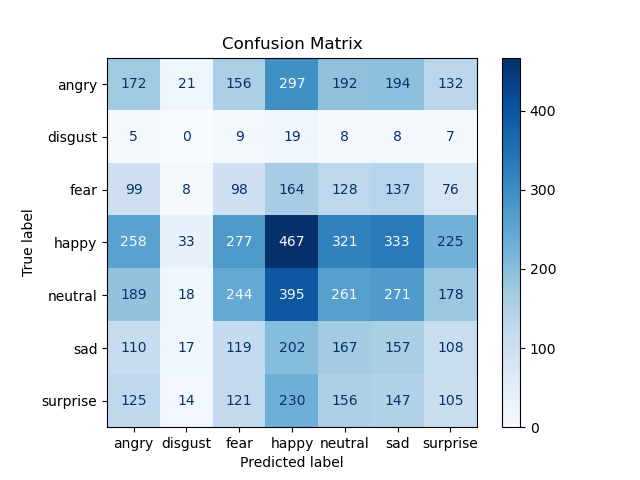 Confusion Matrix
angry 172 21 156 297 192 194 132
disgust 5 0 9 19 8 8 7
fear 99 8 98 164 128 137 76
happy 258 33 277 467 321 333 225
neutral 189 18 244 395 261 271 178
sad 110 17 119 202 167 157 108
surprise 125 14 121 230 156 147 105
angry disgust fear happy neutral sad surprise
Predicted label
True label
400
300
200
100
0